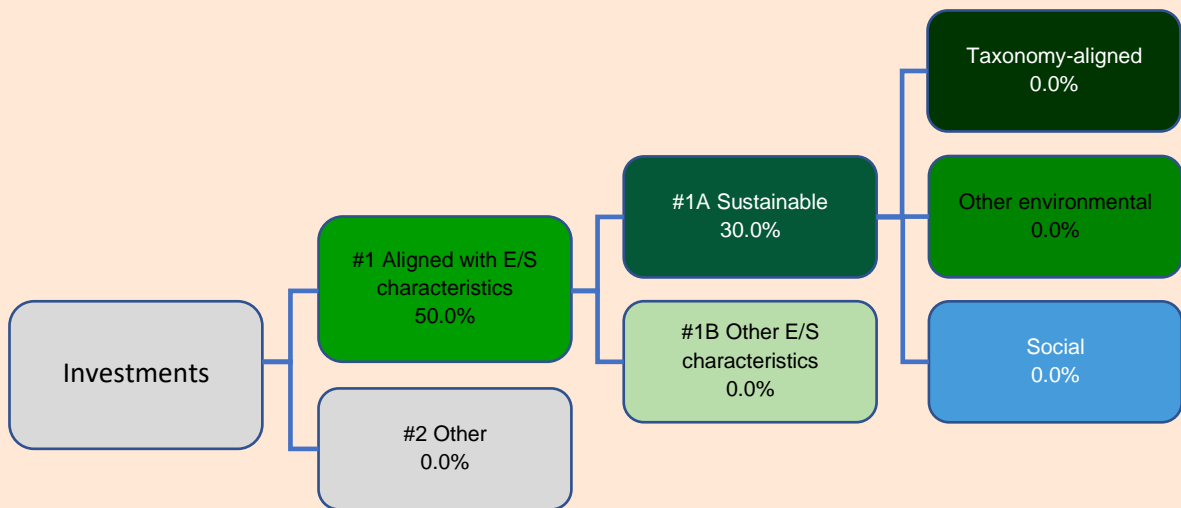 Investments
#1 Aligned with E/S
characteristics
50.0%
#2 Other
0.0%
#1A Sustainable
30.0%
#1B Other E/S
characteristics
0.0%
Taxonomy-aligned
0.0%
Other environmental
0.0%
Social
0.0%